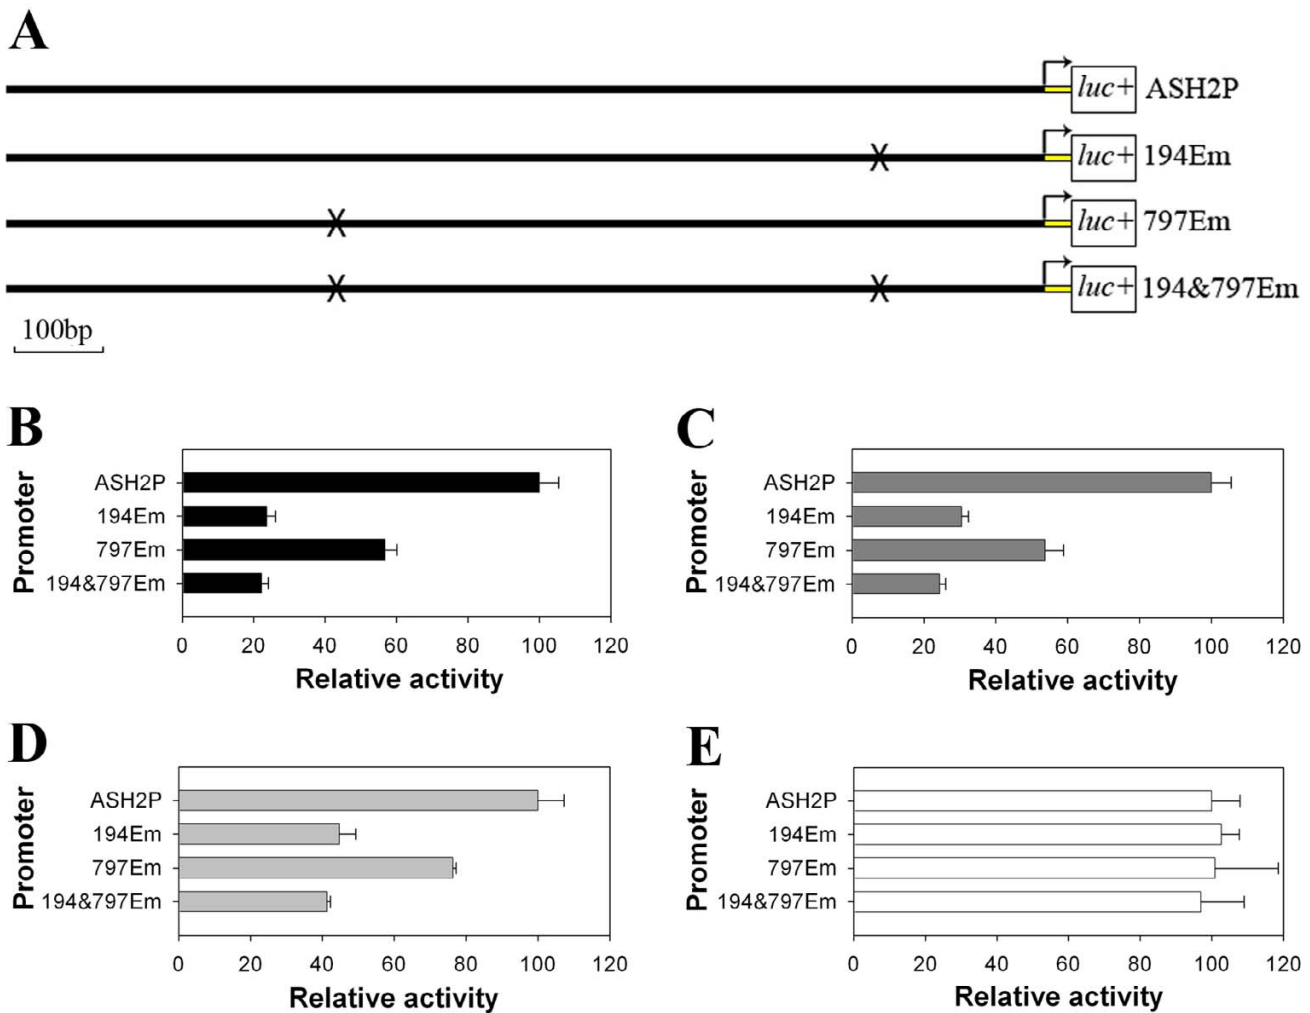 A
luc+ ASH2P
luc+ 194Em
luc+ 797Em
luc+ 194&797Em
100bp
B
Promoter
ASH2P
194Em
797Em
194&797Em
0 20 40 60 80 100 120
Relative activity
C
Promoter
ASH2P
194Em
797Em
194&797Em
0 20 40 60 80 100 120
Relative activity
D
Promoter
ASH2P
194Em
797Em
194&797Em
0 20 40 60 80 100 120
Relative activity
E
Promoter
ASH2P
194Em
797Em
194&797Em
0 20 40 60 80 100 120
Relative activity